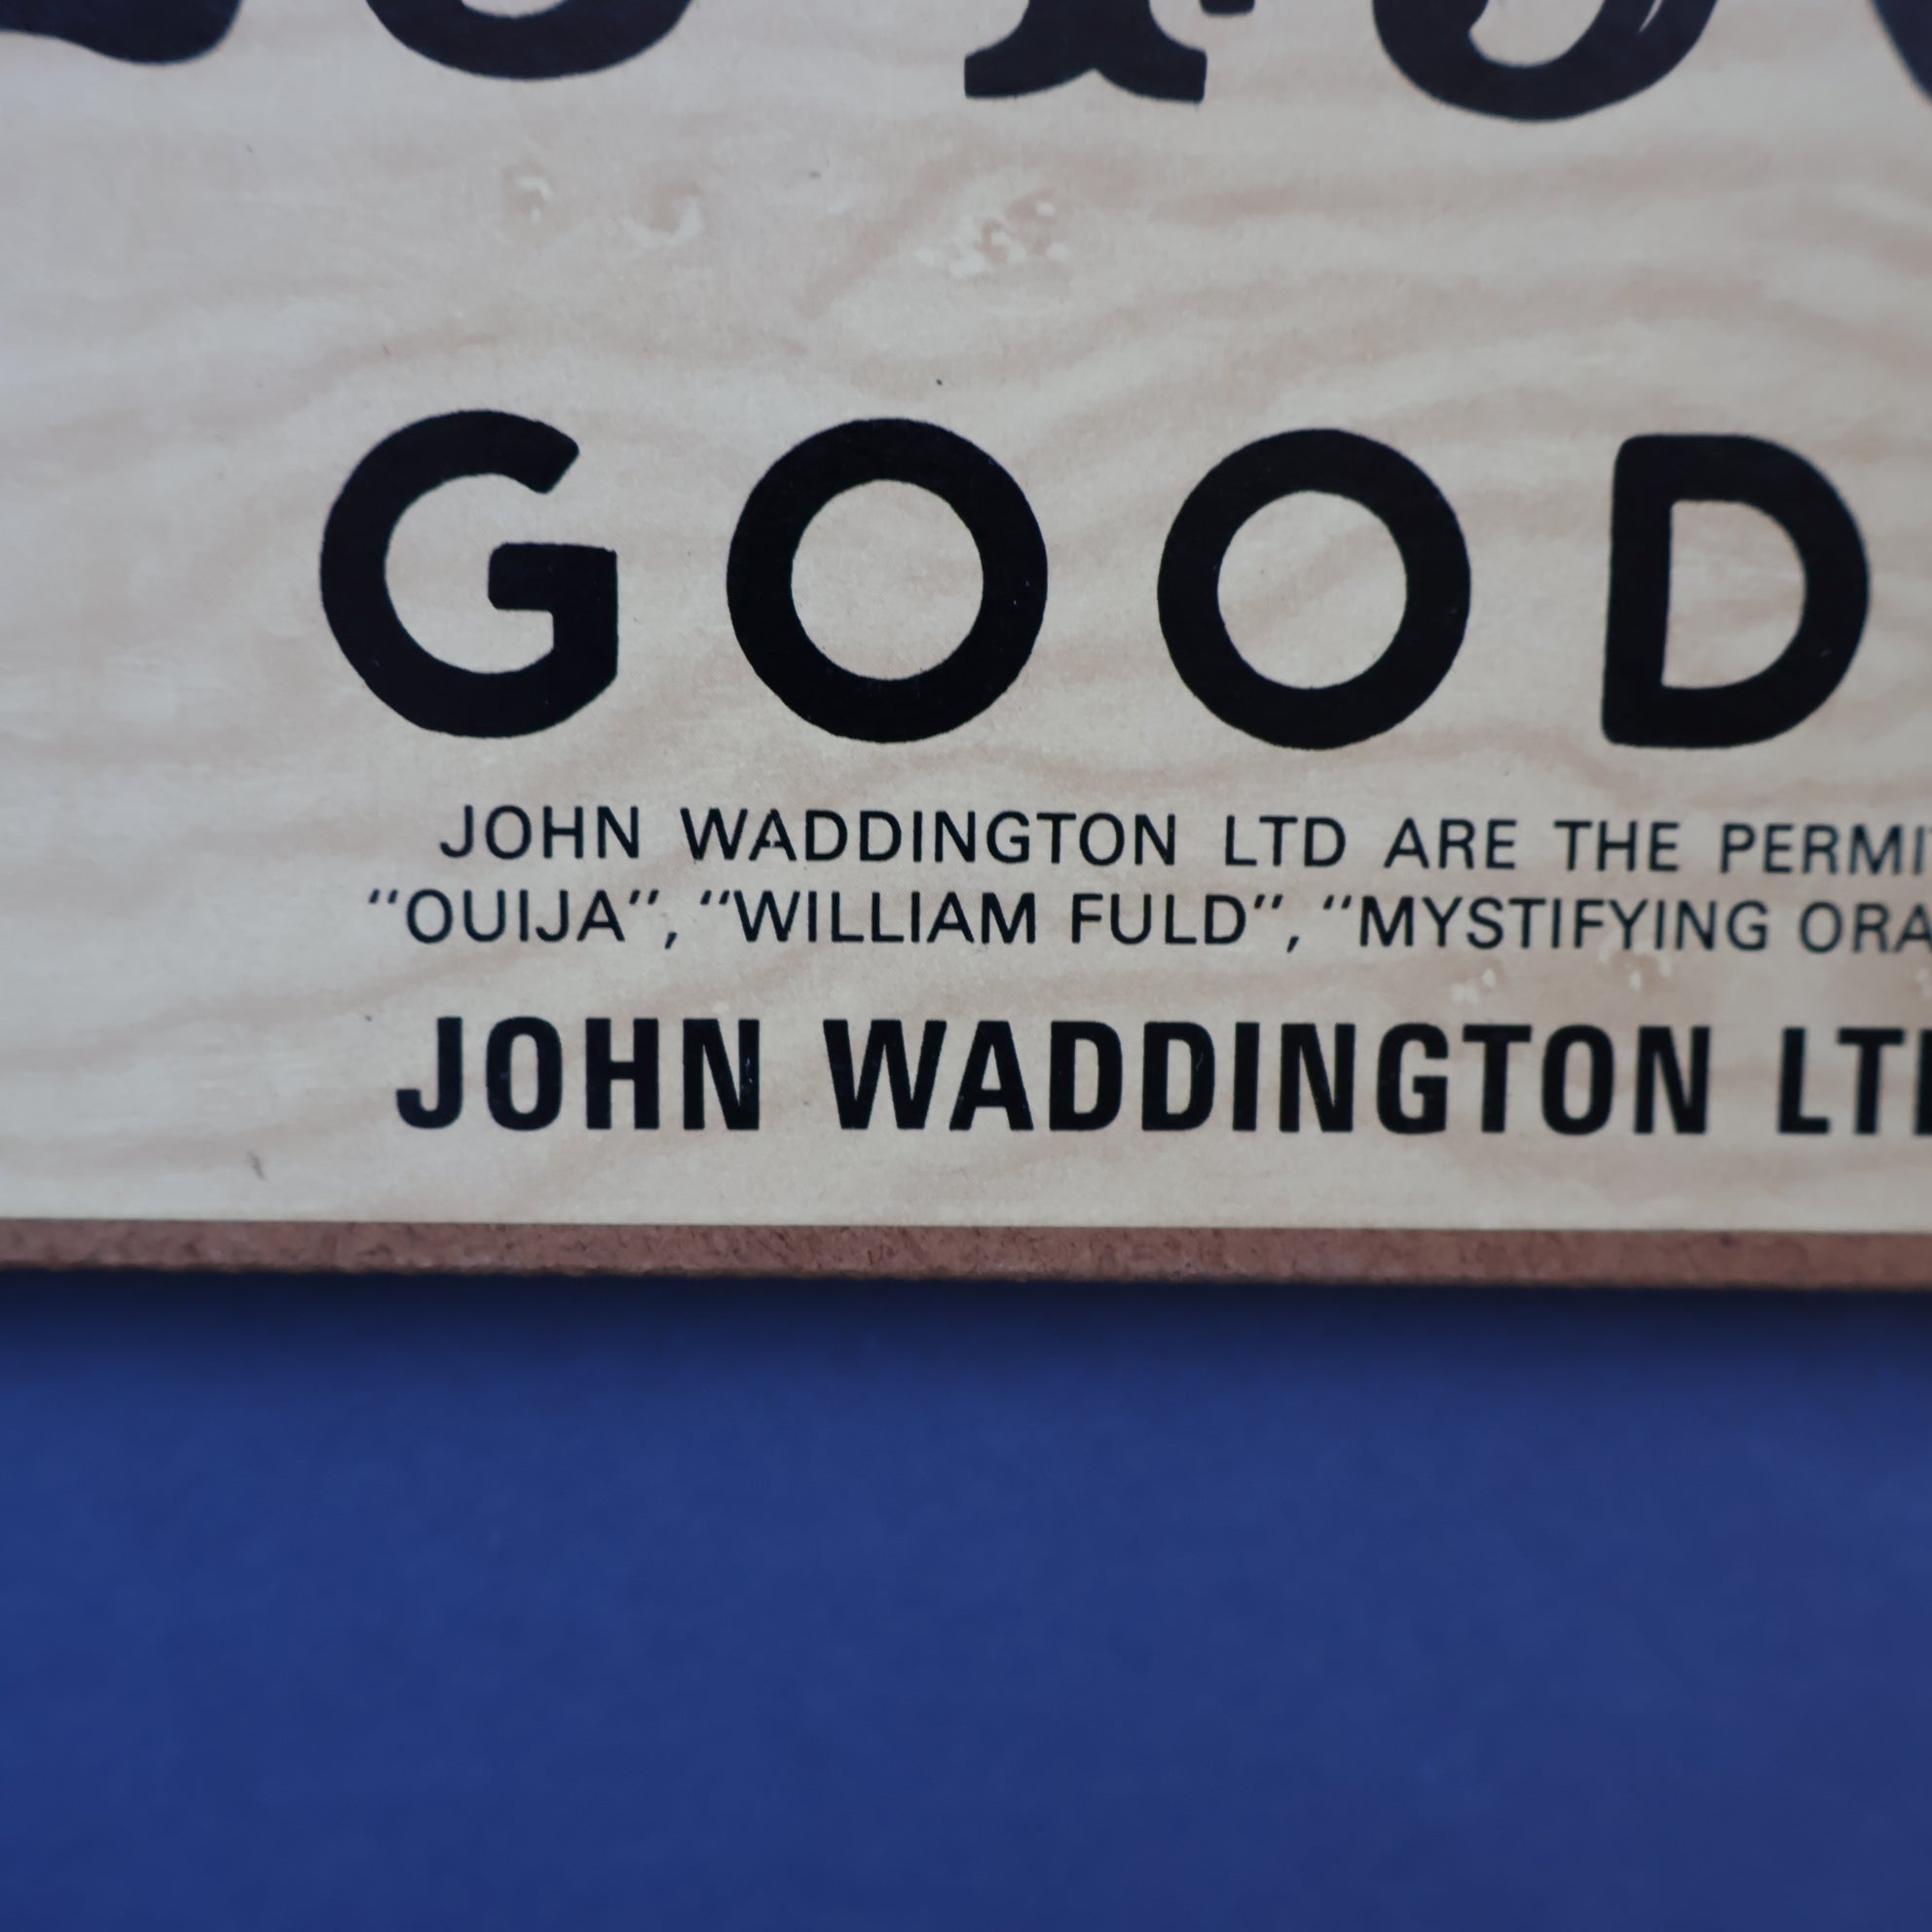 GOOD
JOHN WADDINGTON LTD ARE THE PERMI
"OUIJA", "WILLIAM FULD", "MYSTIFYING ORA
JOHN WADDINGTON LT